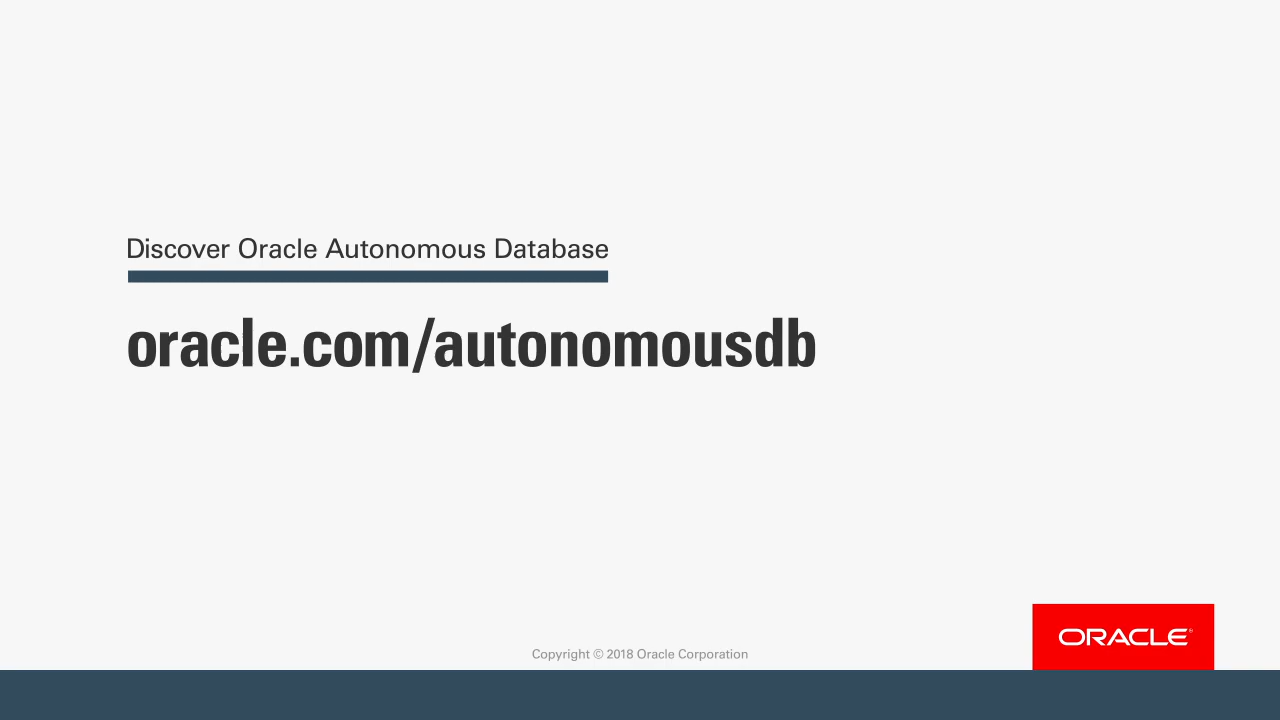 Discover Oracle Autonomous Database
oracle.com/autonomousdb
ORACLE®
Copyright © 2018 Oracle Corporation